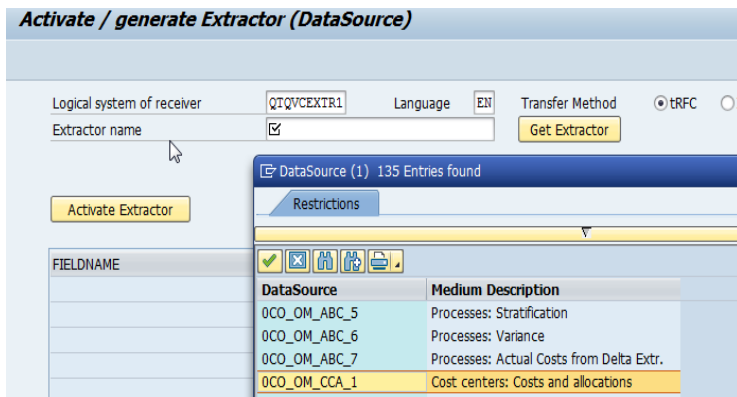 Activate / generate Extractor (DataSource)
Logical system of receiver QTQVCEXTR1 Language EN Transfer Method tRFC
Extractor name Get Extractor
DataSource (1) 135 Entries found
Restrictions
Activate Extractor
FIELDNAME
DataSource Medium Description
0CO_OM_ABC_5 Processes: Stratification
0CO_OM_ABC_6 Processes: Variance
0CO_OM_ABC_7 Processes: Actual Costs from Delta Extr.
0CO_OM_CCA_1 Cost centers: Costs and allocations